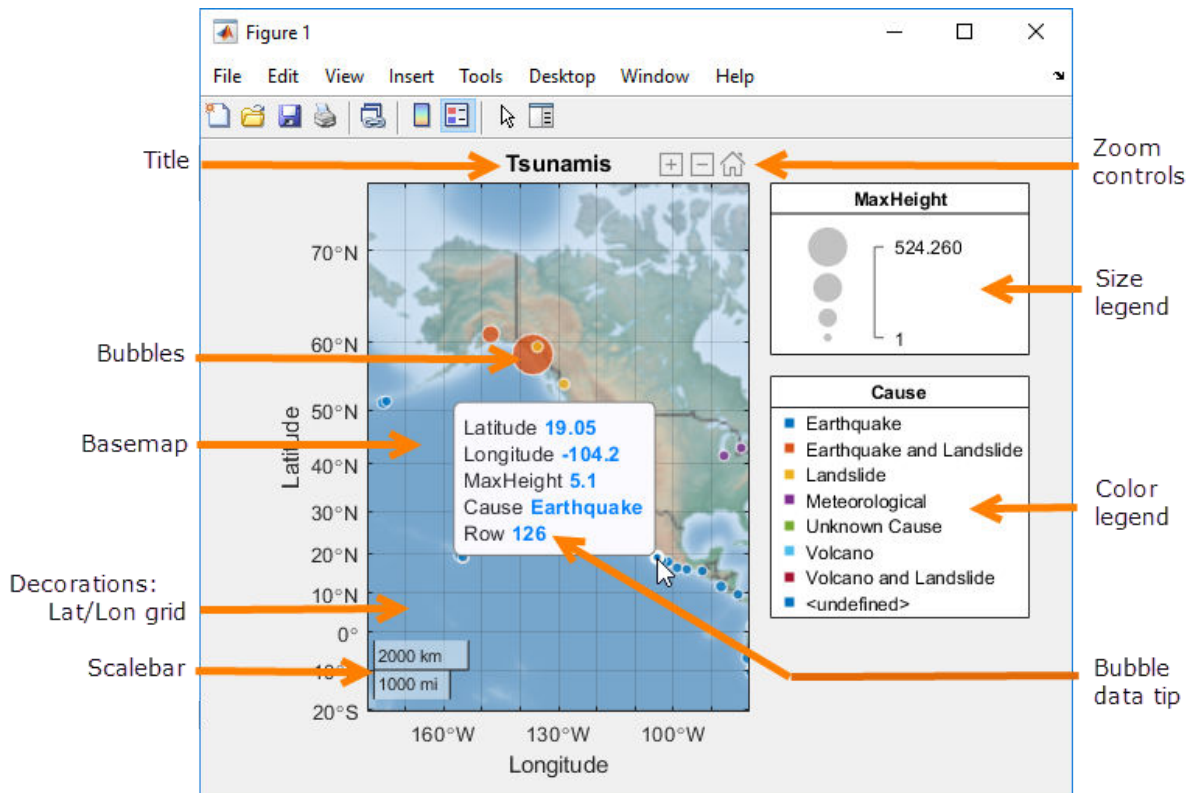 Figure 1
File Edit View Insert Tools Desktop Window Help
Title
Tsunamis
Zoom
controls
MaxHeight
524.260
1
Size
legend
70°N
60°N
50°N
40°N
30°N
20°N
10°N
0°
10°S
20°S
Latitude
Bubbles
Basemap
Latitude 19.05
Longitude -104.2
MaxHeight 5.1
Cause Earthquake
Row 126
Cause
Earthquake
Earthquake and Landslide
Landslide
Meteorological
Unknown Cause
Volcano
Volcano and Landslide
<undefined>
Color
legend
Decorations:
Lat/Lon grid
Scalebar
2000 km
1000 mi
Bubble
data tip
160°W 130°W 100°W
Longitude